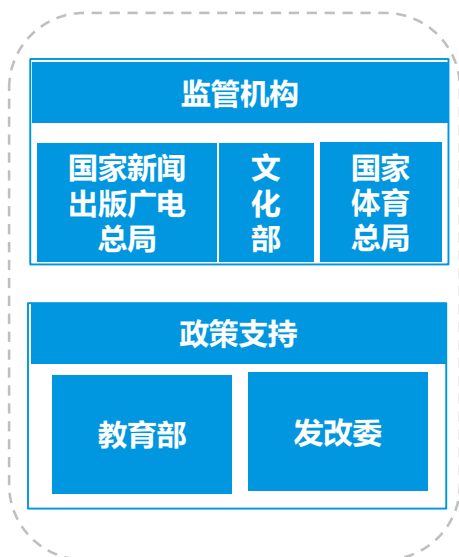 监管机构
国家新闻
出版广电
总局
文
化
部
国家
体育
总局
政策支持
教育部
发改委